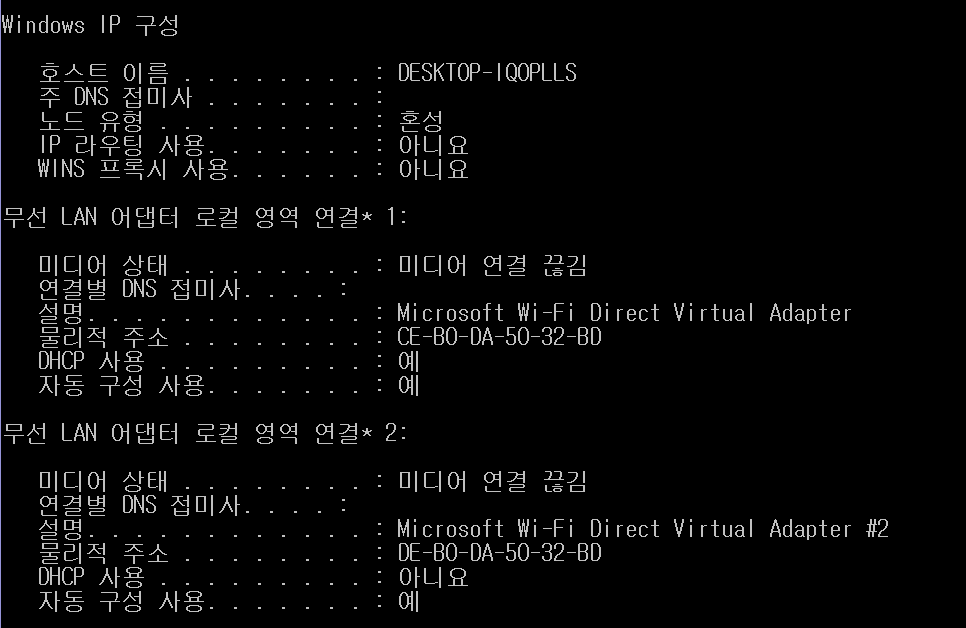 Windows IP 구성
호스트 이름 . . . . . . . . : DESKTOP-IQOPLLS
주 DNS 접미사 . . . . . . . :
노드 유형 . . . . . . . . . : 혼성
IP 라우팅 사용. . . . . . . : 아니요
WINS 프록시 사용. . . . . . : 아니요
무선 LAN 어댑터 로컬 영역 연결* 1:
미디어 상태 . . . . . . . . : 미디어 연결 끊김
연결별 DNS 접미사. . . . :
설명. . . . . . . . . . . . : Microsoft Wi-Fi Direct Virtual Adapter
물리적 주소 . . . . . . . . : CE-B0-DA-50-32-BD
DHCP 사용 . . . . . . . . . : 예
자동 구성 사용. . . . . . . : 예
무선 LAN 어댑터 로컬 영역 연결* 2:
미디어 상태 . . . . . . . . : 미디어 연결 끊김
연결별 DNS 접미사. . . . :
설명. . . . . . . . . . . . : Microsoft Wi-Fi Direct Virtual Adapter #2
물리적 주소 . . . . . . . . : DE-B0-DA-50-32-BD
DHCP 사용 . . . . . . . . . : 아니요
자동 구성 사용. . . . . . . : 예